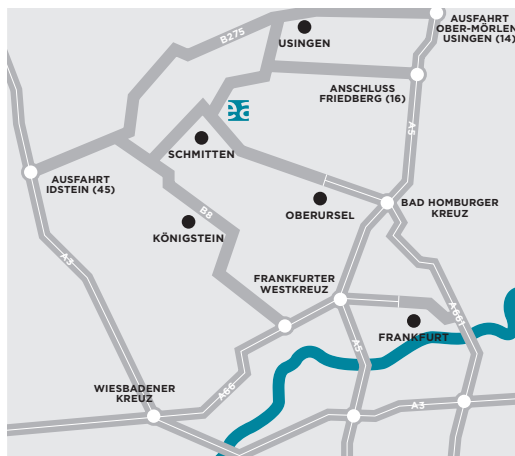 AUSFAHRT
OBER-MÖRLEN
USINGEN (14)
B275
USINGEN
ANSCHLUSS
FRIEDBERG (16)
A5
SCHMITTEN
AUSFAHRT
IDSTEIN (45)
OBERURSEL
BAD HOMBURGER
KREUZ
B8
KÖNIGSTEIN
A3
FRANKFURTER
WESTKREUZ
A661
FRANKFURT
A5
WIESBADENER
KREUZ
A66
A3